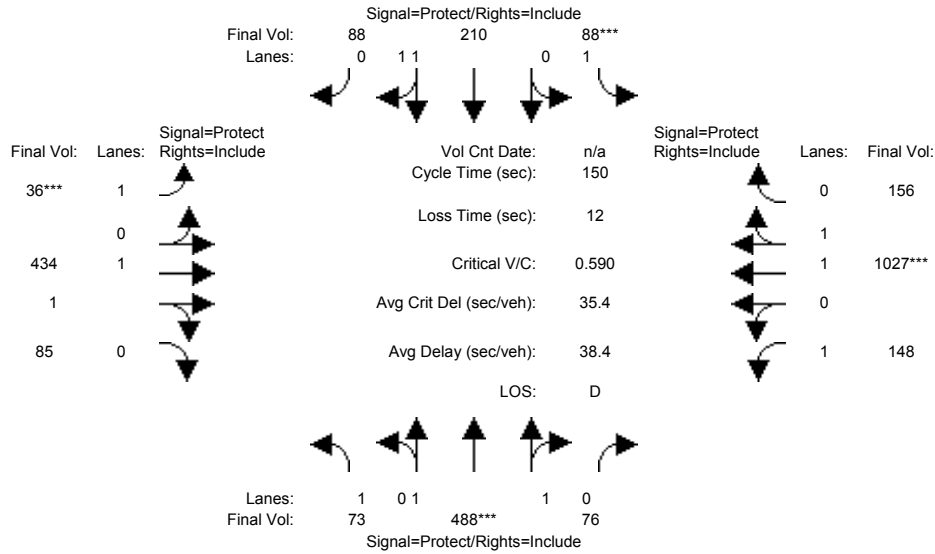 Signal=Protect/Rights=Include
Final Vol: 88 210 88***
Lanes: 0 1 1 0 1
Signal=Protect Signal=Protect
Final Vol: Lanes: Rights=Include Vol Cnt Date: n/a Rights=Include Lanes: Final Vol:
Cycle Time (sec): 150
36*** 1 0 156
Loss Time (sec): 12
0 1
434 1 Critical V/C: 0.590 1 1027***
1 Avg Crit Del (sec/veh): 35.4 0
85 0 Avg Delay (sec/veh): 38.4 1 148
LOS: D
Lanes: 1 0 1 1 0
Final Vol: 73 488*** 76
Signal=Protect/Rights=Include